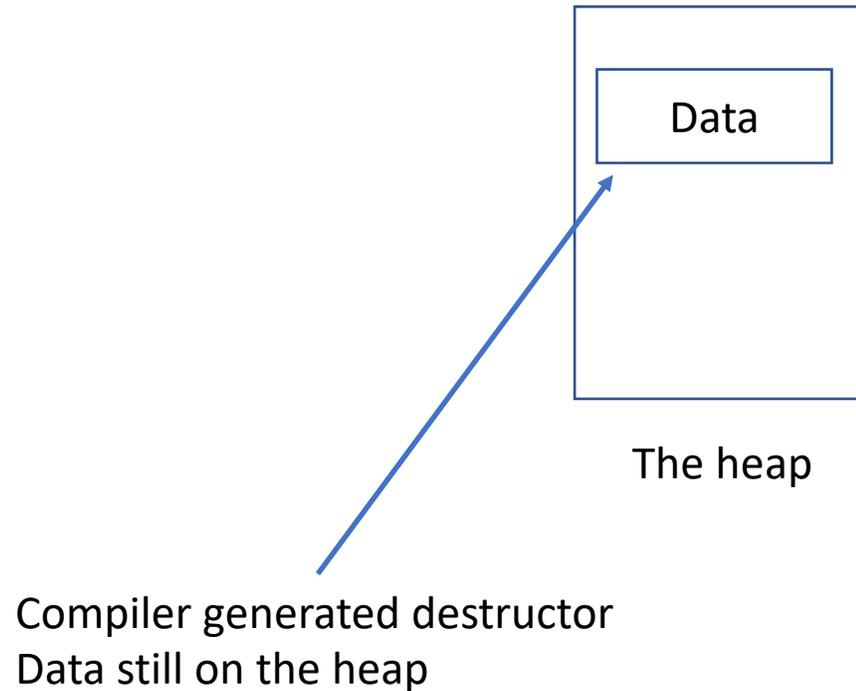 Data
The heap
Compiler generated destructor
Data still on the heap